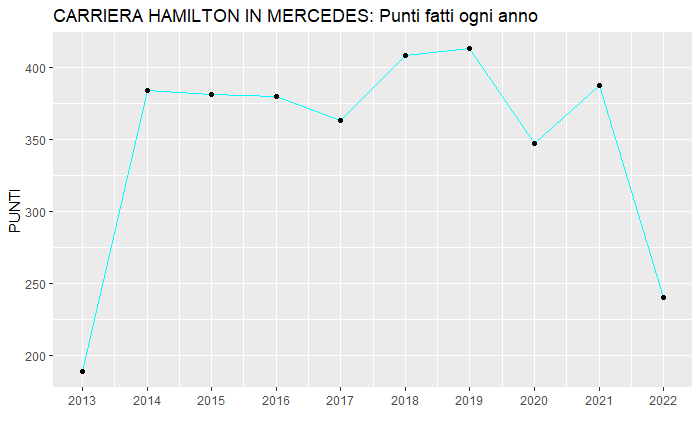 CARRIERA HAMILTON IN MERCEDES: Punti fatti ogni anno
PUNTI
400
350
300
250
200
2013 2014 2015 2016 2017 2018 2019 2020 2021 2022